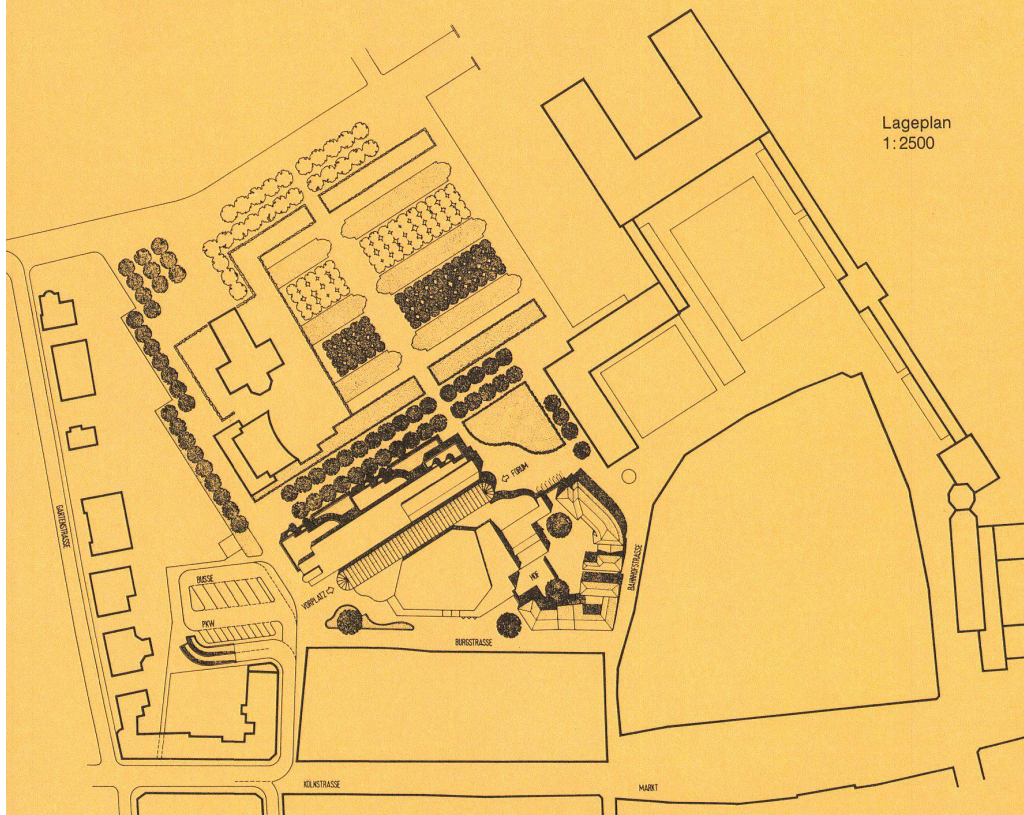 Lageplan
1:2500
FORUM
GARTENSTRASSE
HOF
BAHNHOFSTRASSE
BUSSE
VORPLATZ
PKW
BURGSTRASSE
KÖLNSTRASSE
MARKT